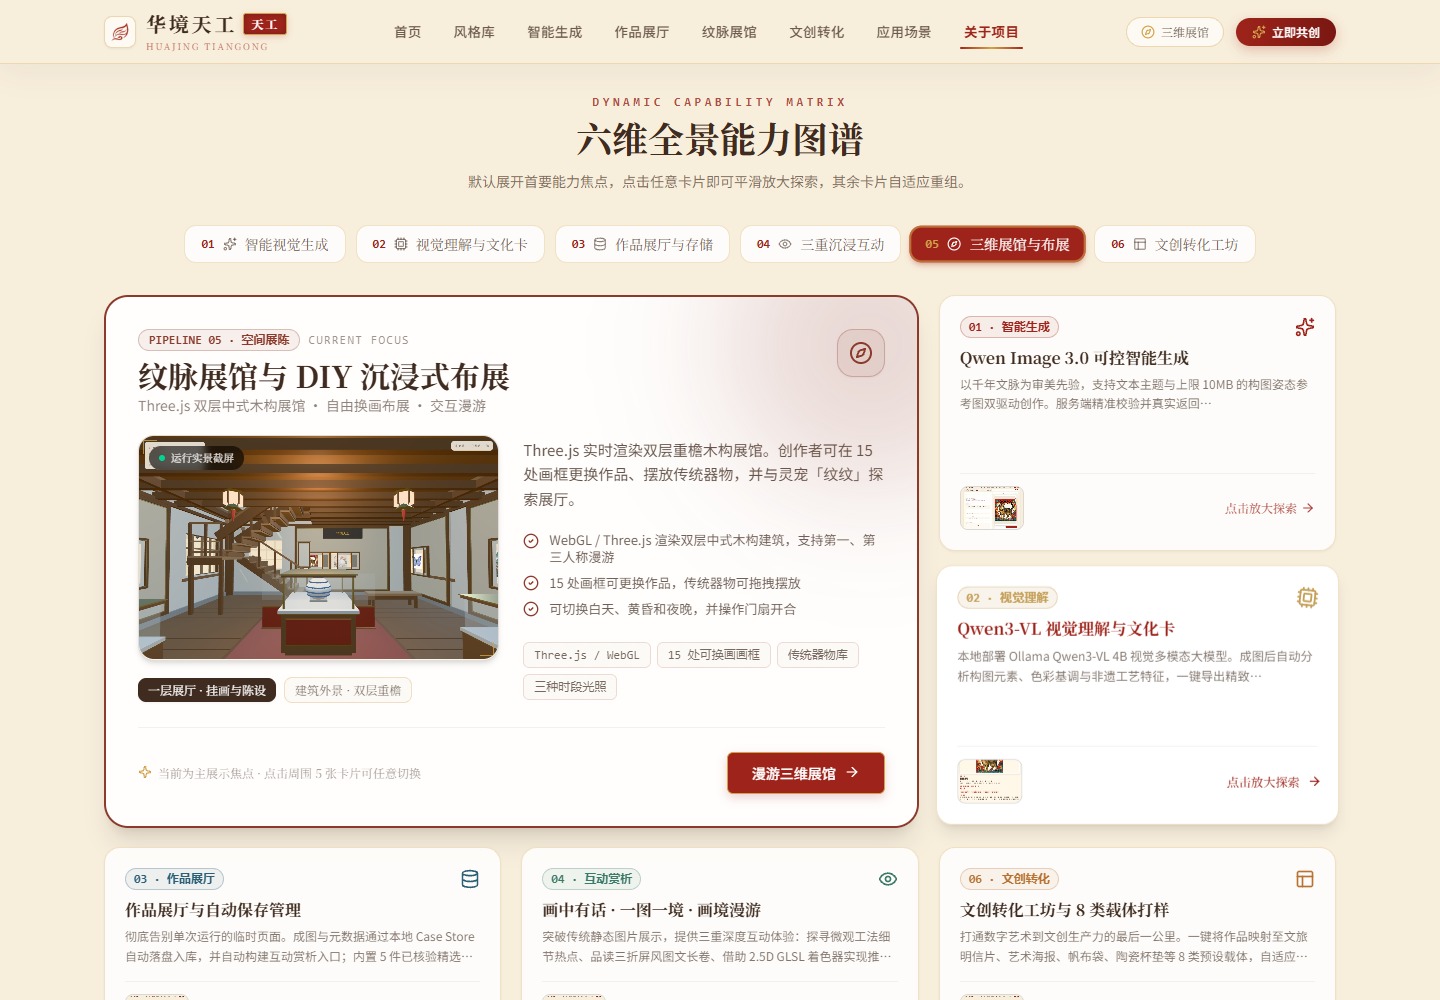 华境天工 天工
HUAJING TIANGONG
首页 风格库 智能生成 作品展厅 纹脉展馆 文创转化 应用场景 关于项目
三维展馆 立即共创
DYNAMIC CAPABILITY MATRIX
六维全景能力图谱
默认展开首要能力焦点，点击任意卡片即可平滑放大探索，其余卡片自适应重组。
01 智能视觉生成 02 视觉理解与文化卡 03 作品展厅与存储 04 三重沉浸互动 05 三维展馆与布展 06 文创转化工坊
PIPELINE 05 · 空间展陈 CURRENT FOCUS
纹脉展馆与 DIY 沉浸式布展
Three.js 双层中式木构展馆 · 自由换画布展 · 交互漫游
运行实景截屏
Three.js 实时渲染双层重檐木构展馆。创作者可在 15
处画框更换作品、摆放传统器物，并与灵宠「纹纹」探
索展厅。
WebGL / Three.js 渲染双层中式木构建筑，支持第一、第
三人称漫游
15 处画框可更换作品，传统器物可拖拽摆放
可切换白天、黄昏和夜晚，并操作门扇开合
Three.js / WebGL 15 处可换画画框 传统器物库
三种时段光照
一层展厅 · 挂画与陈设 建筑外景 · 双层重檐
当前为主展示焦点 · 点击周围 5 张卡片可任意切换
漫游三维展馆
01 · 智能生成
Qwen Image 3.0 可控智能生成
以千年文脉为审美先验，支持文本主题与上限 10MB 的构图姿态参
考图双驱动创作。服务端精准校验并真实返回…
点击放大探索
02 · 视觉理解
Qwen3-VL 视觉理解与文化卡
本地部署 Ollama Qwen3-VL 4B 视觉多模态大模型。成图后自动分
析构图元素、色彩基调与非遗工艺特征，一键导出精致…
点击放大探索
03 · 作品展厅
作品展厅与自动保存管理
彻底告别单次运行的临时页面。成图与元数据通过本地 Case Store
自动落盘入库，并自动构建互动赏析入口；内置 5 件已核验精选…
04 · 互动赏析
画中有话 · 一图一境 · 画境漫游
突破传统静态图片展示，提供三重深度互动体验：探寻微观工法细
节热点、品读三折屏风图文长卷、借助 2.5D GLSL 着色器实现推…
06 · 文创转化
文创转化工坊与 8 类载体打样
打通数字艺术到文创生产力的最后一公里。一键将作品映射至文旅
明信片、艺术海报、帆布袋、陶瓷杯垫等 8 类预设载体，自适应…